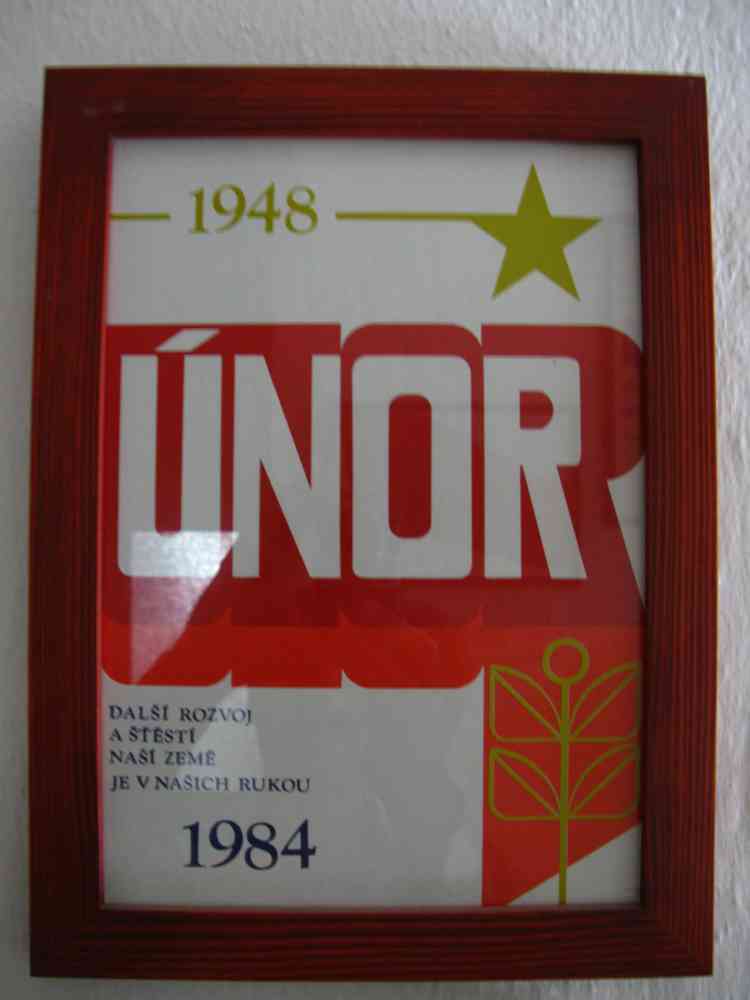 1948
ÚNOR
DALŠÍ ROZVOJ
A ŠTĚSTÍ
NAŠÍ ZEMĚ
JE V NAŠICH RUKOU
1984